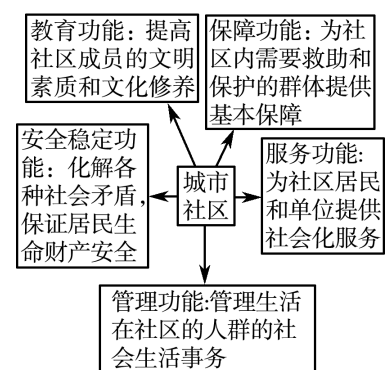 教育功能：提高
社区成员的文明
素质和文化修养
保障功能：为社
区内需要救助和
保护的群体提供
基本保障
安全稳定功
能：化解各
种社会矛盾，
保证居民生
命财产安全
城市
社区
服务功能：
为社区居民
和单位提供
社会化服务
管理功能：管理生活
在社区的人群的社
会生活事务